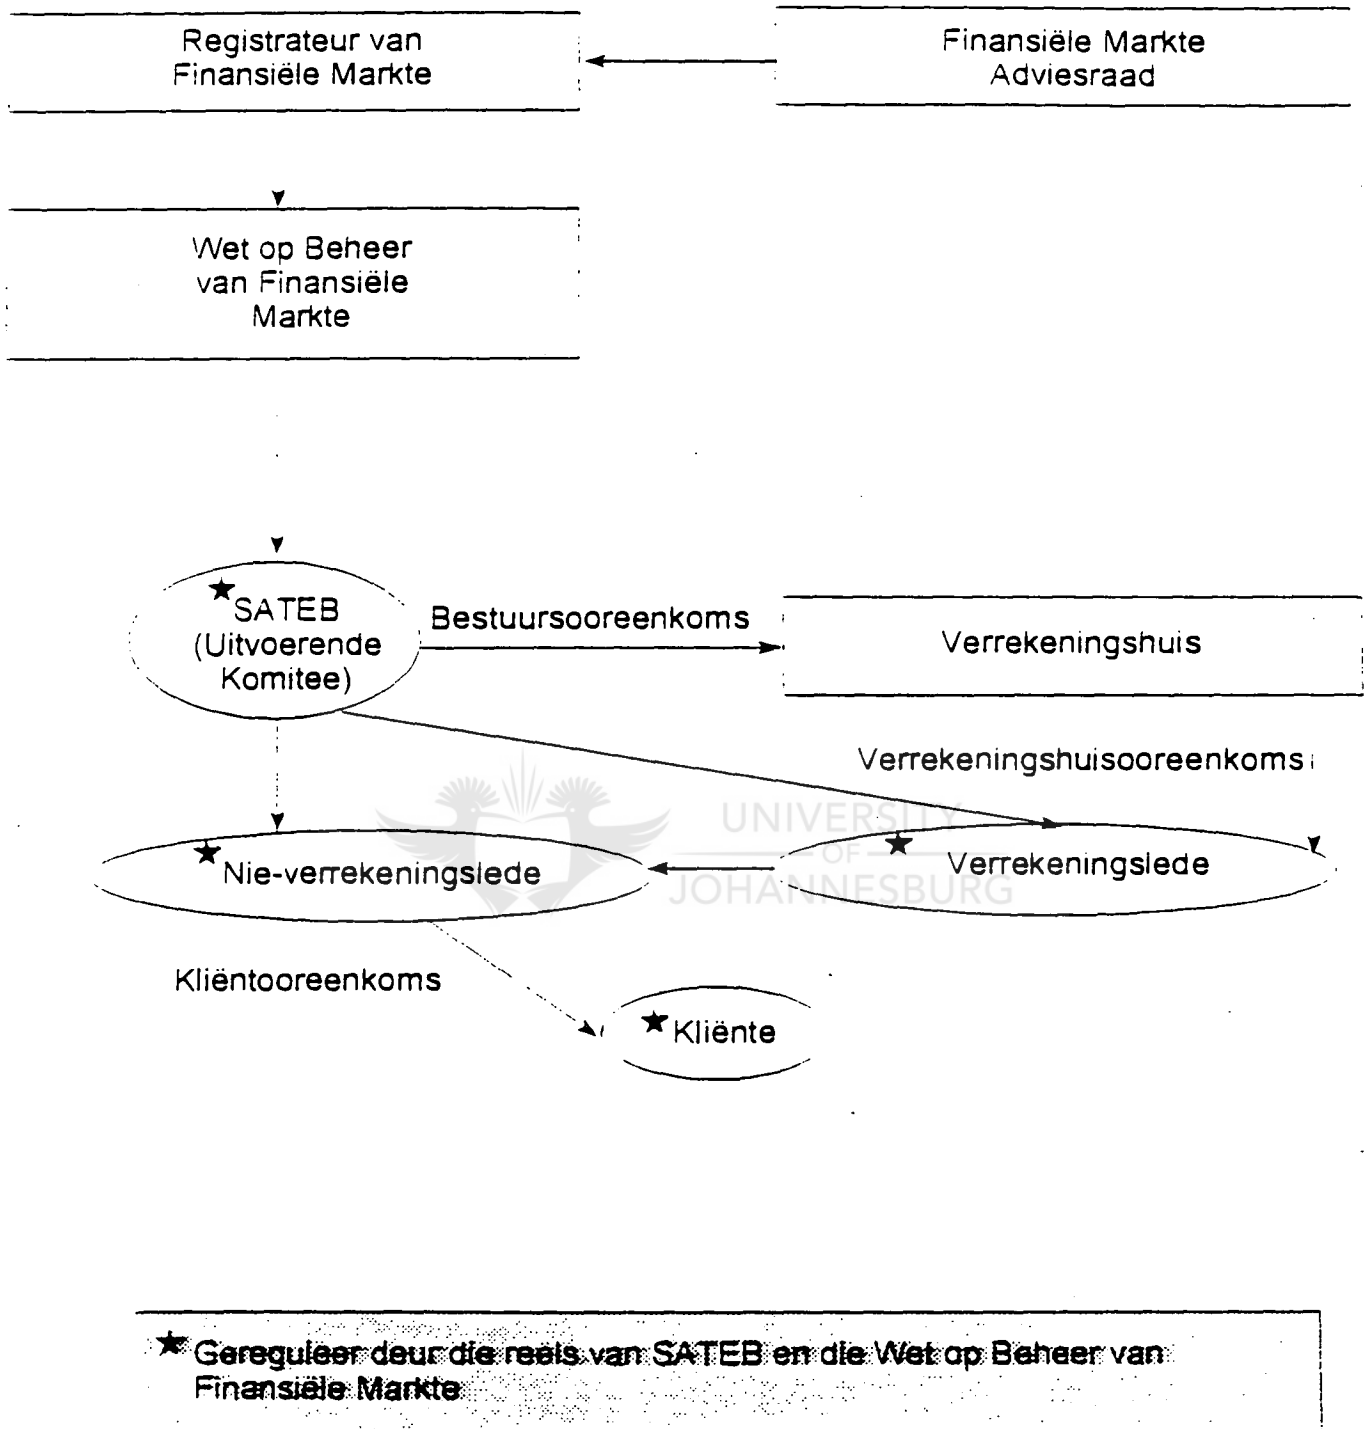 Registrateur van
Finansiële Markte
Finansiële Markte
Adviesraad
Wet op Beheer
van Finansiële
Markte
★ SATEB
(Uitvoerende
Komitee)
Bestuursooreenkoms
Verrekeningshuis
Verrekeningshuisooreenkoms
UNIVERSITY
OF
JOHANNESBURG
★ Nie-verrekeningslede
★ Verrekeningslede
Kliëntooreenkoms
★ Kliënte
★ Gereguleer deur die reëls van SATEB en die Wet op Beheer van
Finansiële Markte